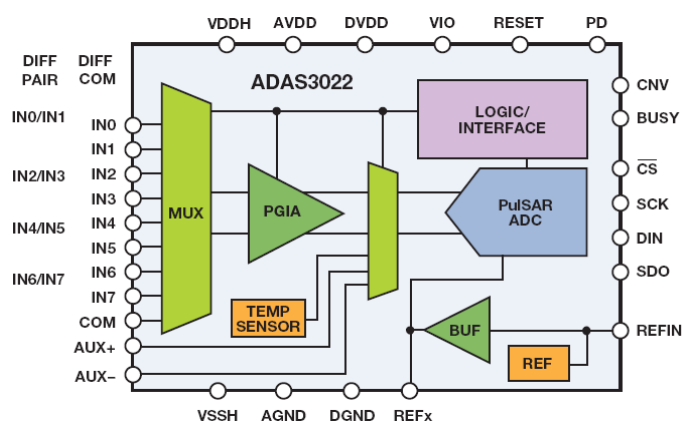 VDDH AVDD DVDD VIO RESET PD
DIFF DIFF
PAIR COM
ADAS3022
IN0/IN1
IN2/IN3
IN4/IN5
IN6/IN7
IN0
IN1
IN2
IN3
IN4
IN5
IN6
IN7
COM
AUX+
AUX−
MUX
PGIA
TEMP
SENSOR
LOGIC/
INTERFACE
PulSAR
ADC
BUF
REF
CNV
BUSY
CS
SCK
DIN
SDO
REFIN
VSSH AGND DGND REFx